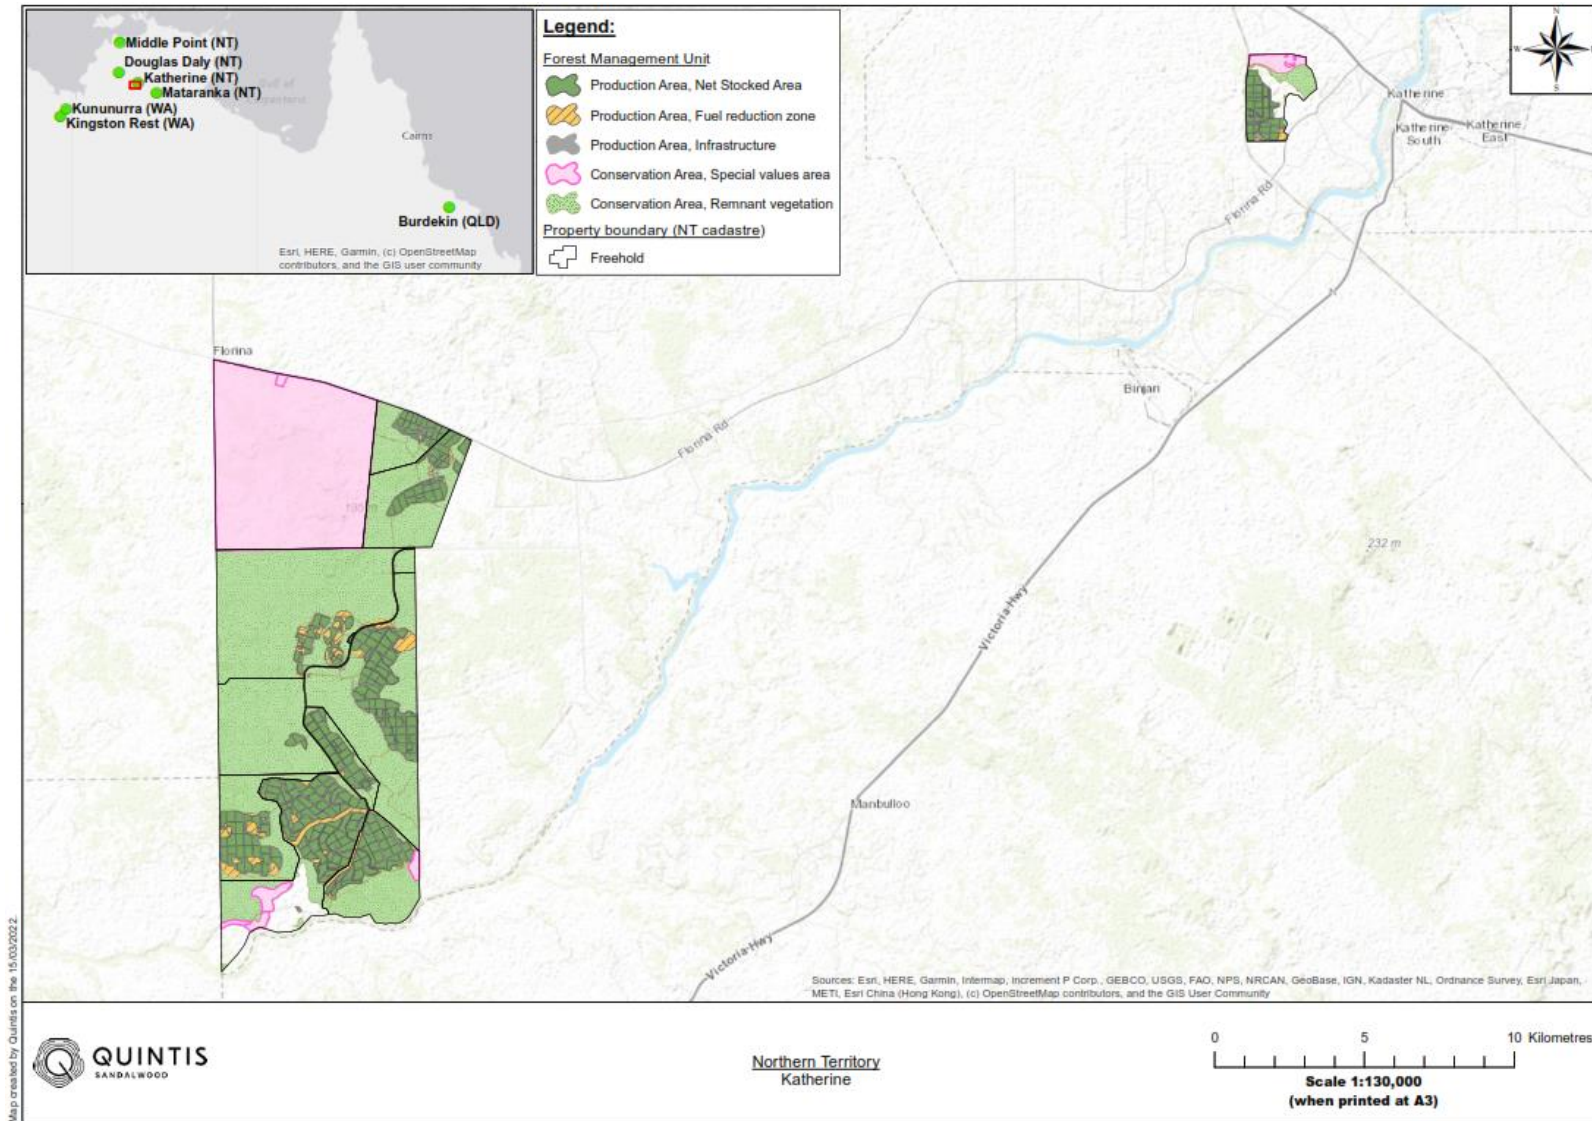 Middle Point (NT)
Douglas Daly (NT)
Katherine (NT)
Mataranka (NT)
Kununurra (WA)
Kingston Rest (WA)
Gulf of
Carpentaria
Cairns
Burdekin (QLD)
Esri, HERE, Garmin, (c) OpenStreetMap
contributors, and the GIS user community
Legend:
Forest Management Unit
Production Area, Net Stocked Area
Production Area, Fuel reduction zone
Production Area, Infrastructure
Conservation Area, Special values area
Conservation Area, Remnant vegetation
Property boundary (NT cadastre)
Freehold
N
W
S
Katherine
Katherine
South
Katherine
East
Florina Rd
Florina
Binjari
Florina Rd
232 m
Victoria Hwy
Manbulloo
Victoria Hwy
Sources: Esri, HERE, Garmin, Intermap, increment P Corp., GEBCO, USGS, FAO, NPS, NRCAN, GeoBase, IGN, Kadaster NL, Ordnance Survey, Esri Japan,
METI, Esri China (Hong Kong), (c) OpenStreetMap contributors, and the GIS User Community
Map created by Quintis on the 15/03/2022.
QUINTIS
SANDALWOOD
Northern Territory
Katherine
0 5 10 Kilometres
Scale 1:130,000
(when printed at A3)